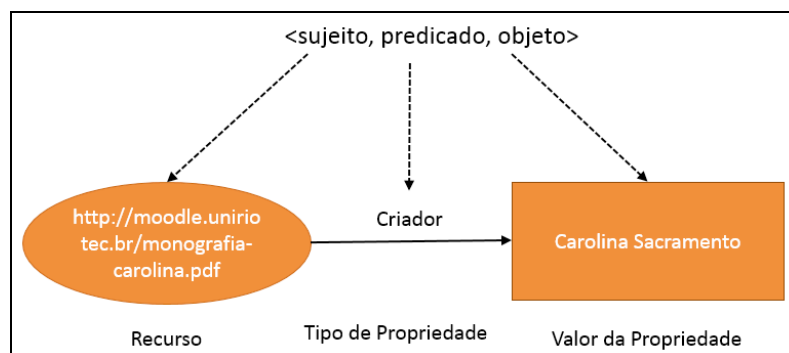 <sujeito, predicado, objeto>
http://moodle.unirio
tec.br/monografia-
carolina.pdf
Criador
Carolina Sacramento
Recurso
Tipo de Propriedade
Valor da Propriedade